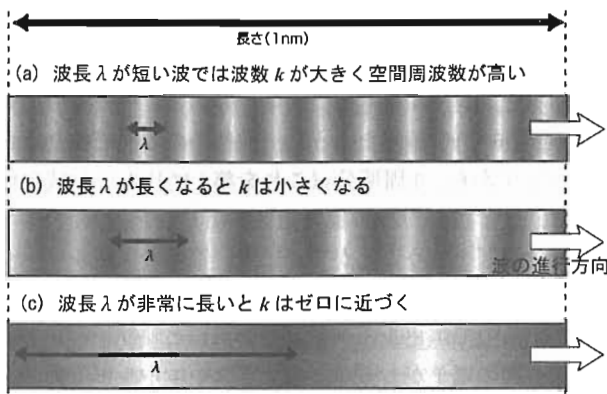 長さ(1nm)
(a) 波長λが短い波では波数kが大きく空間周波数が高い
λ
(b) 波長λが長くなるとkは小さくなる
λ
波の進行方向
(c) 波長λが非常に長いとkはゼロに近づく
λ